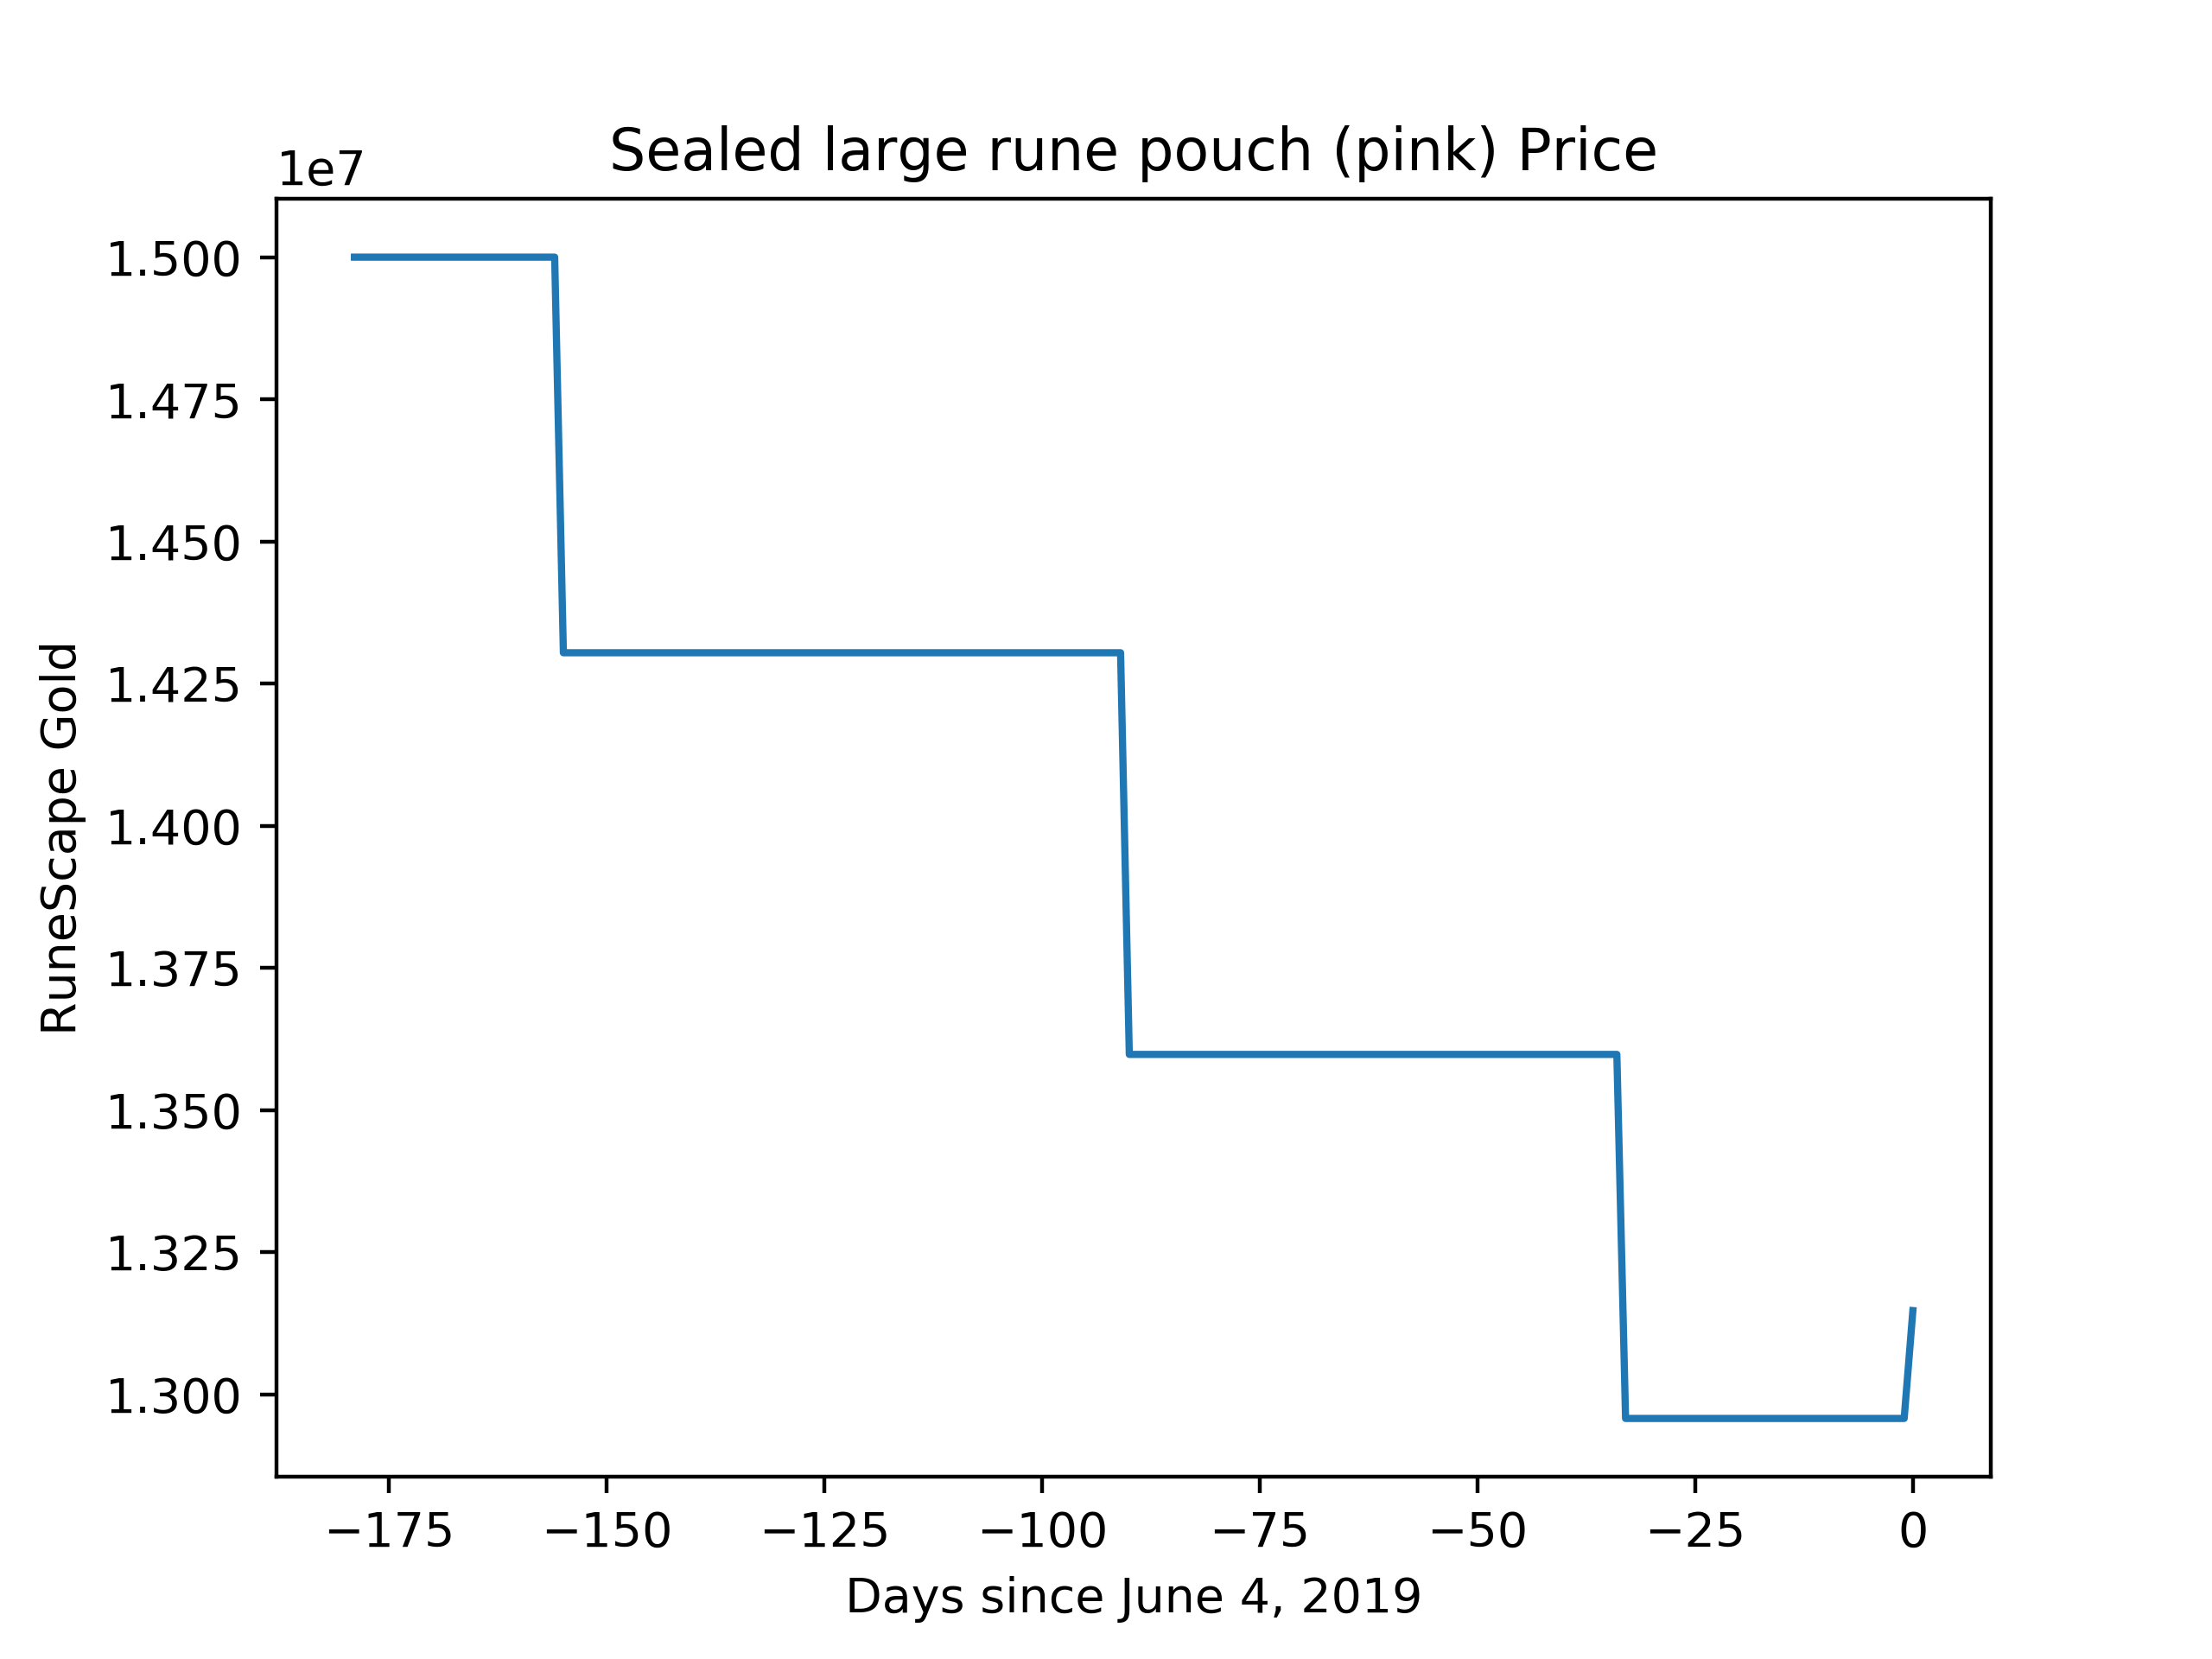 Sealed large rune pouch (pink) Price
1e7
1.500
1.475
1.450
1.425
1.400
1.375
1.350
1.325
1.300
RuneScape Gold
−175 −150 −125 −100 −75 −50 −25 0
Days since June 4, 2019